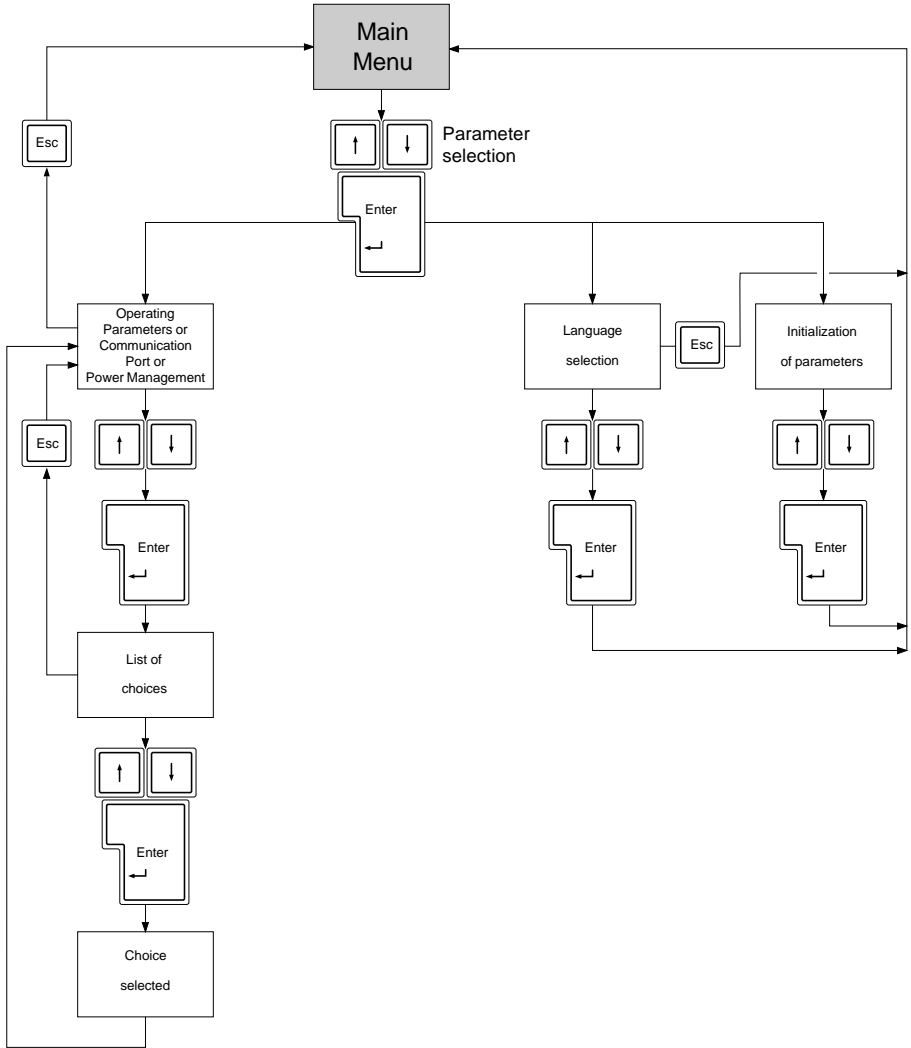 Main
Menu
Esc
↑ ↓
Parameter
selection
Enter
Operating
Parameters or
Communication
Port or
Power Management
Language
selection
Esc
Initialization
of parameters
Esc
↑ ↓
↑ ↓
↑ ↓
Enter
Enter
Enter
List of
choices
↑ ↓
Enter
Choice
selected